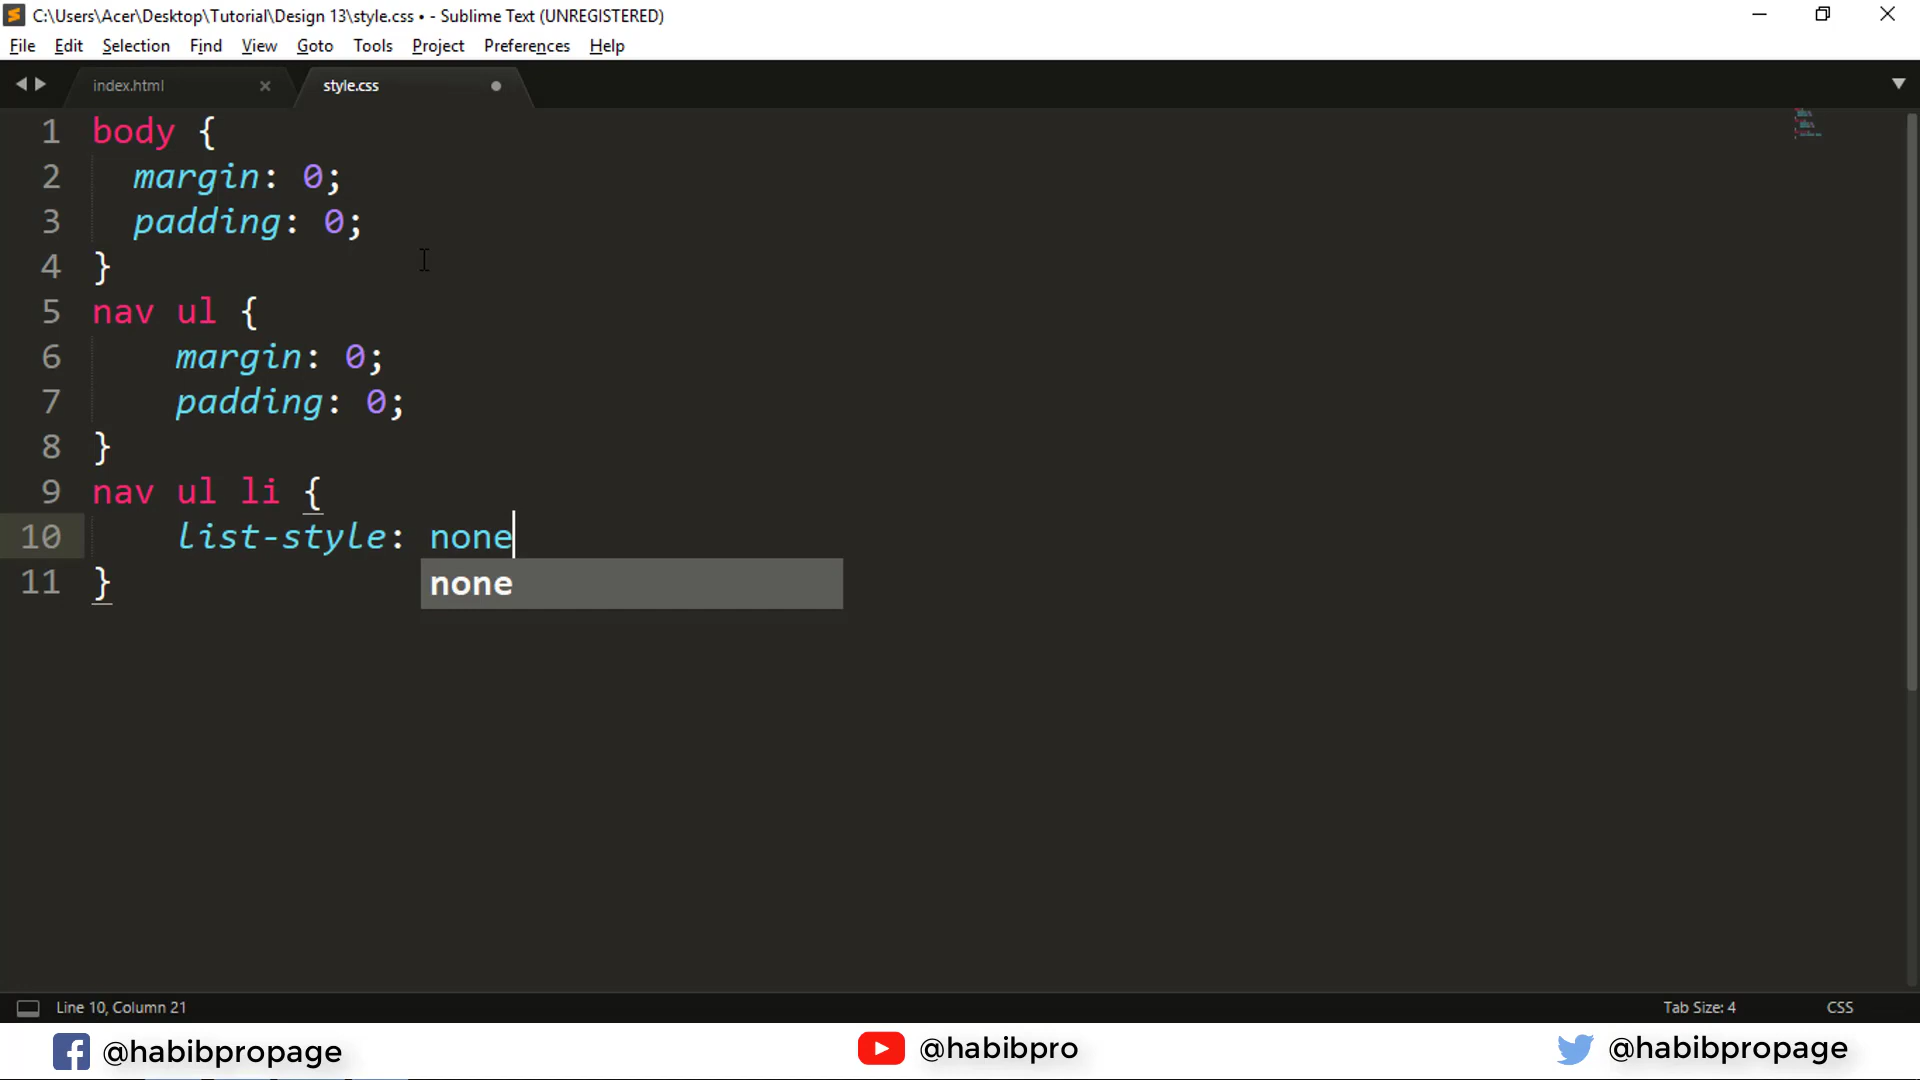 C:\Users\Acer\Desktop\Tutorial\Design 13\style.css • - Sublime Text (UNREGISTERED)
File Edit Selection Find View Goto Tools Project Preferences Help
index.html style.css
1 body {
2 margin: 0;
3 padding: 0;
4 }
5 nav ul {
6 margin: 0;
7 padding: 0;
8 }
9 nav ul li {
10 list-style: none
none
11 }
Line 10, Column 21 Tab Size: 4 CSS
@habibpropage @habibpro @habibpropage